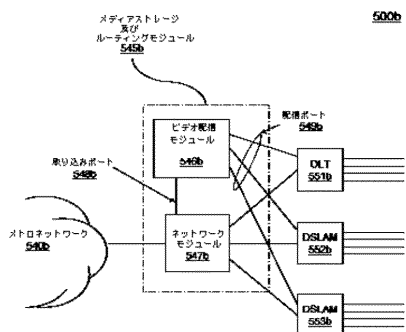 メディアストレージ
及び
ルーティングモジュール
545b
500b
ビデオ配信
モジュール
546b
配信ポート
549b
取り込みポート
548b
DLT
551b
メトロネットワーク
540b
ネットワーク
モジュール
547b
DSLAM
552b
DSLAM
553b